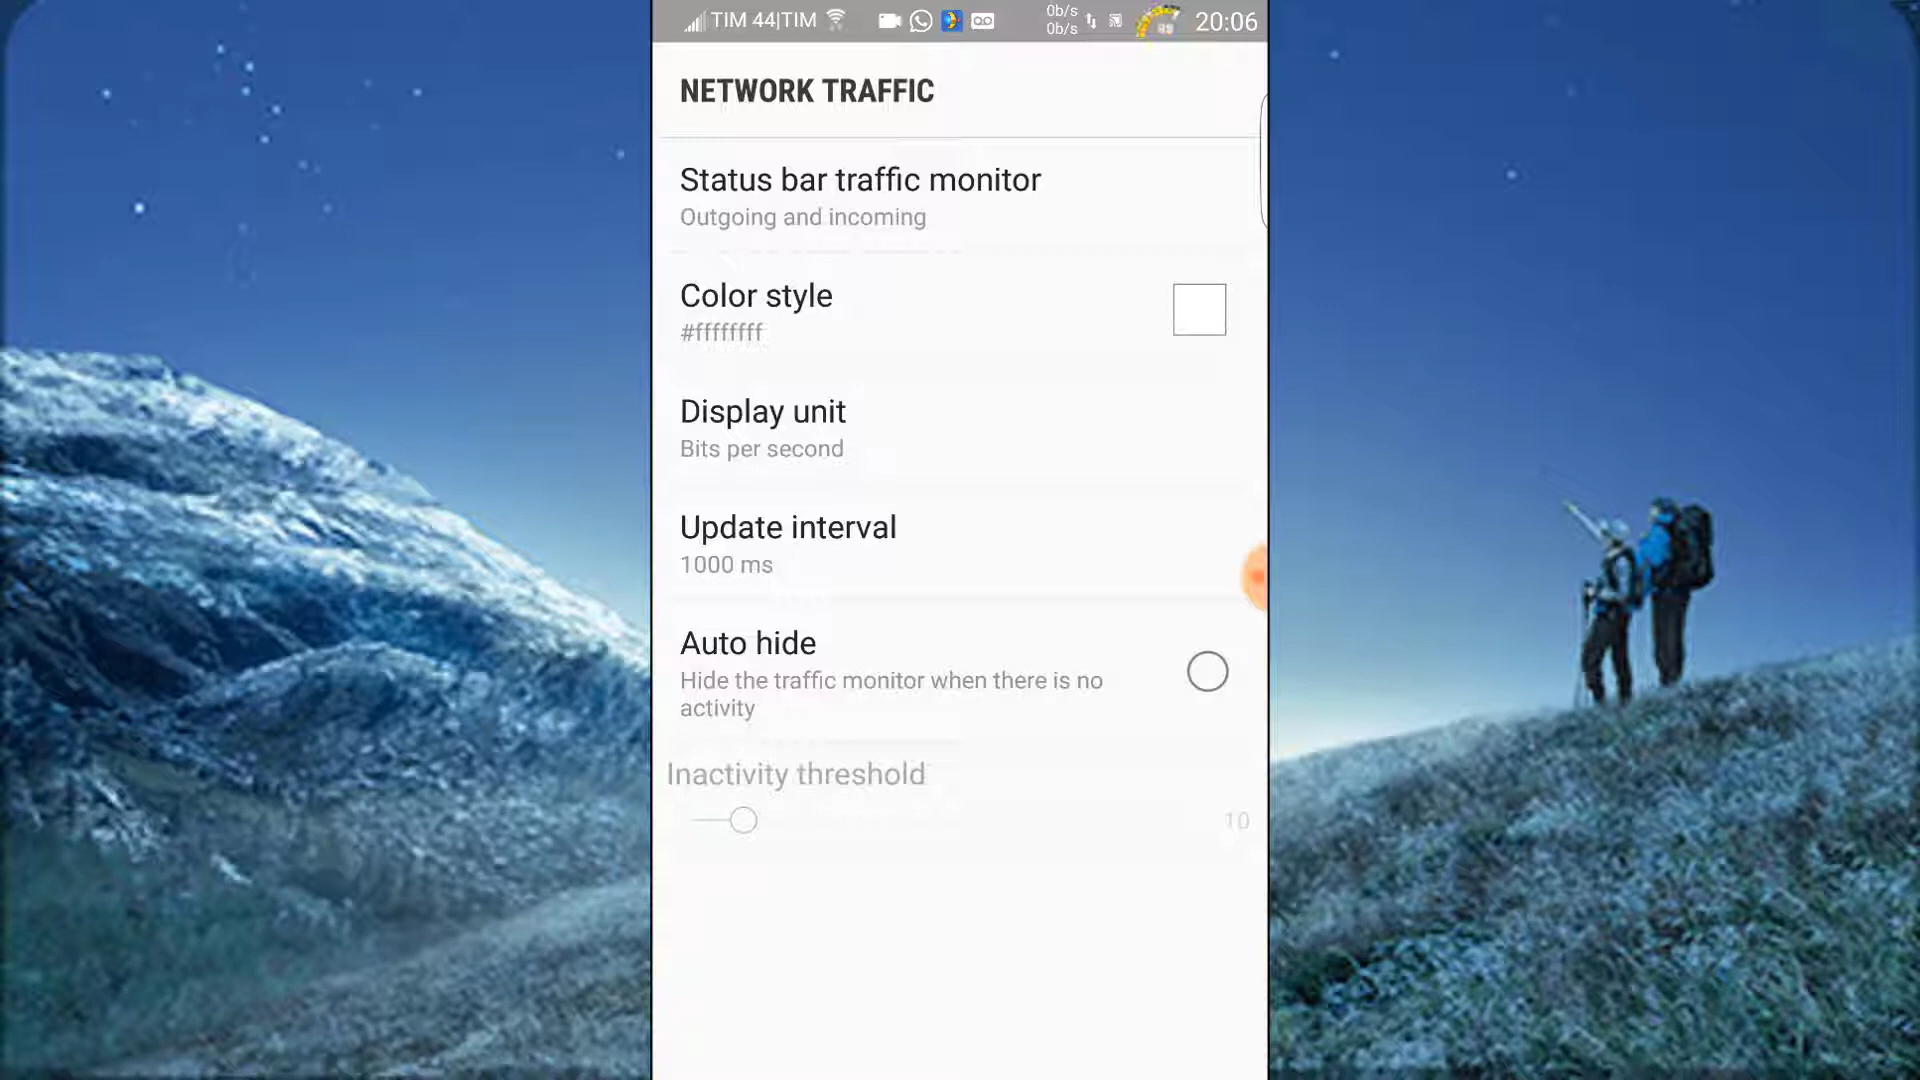 TIM 44|TIM
0b/s
0b/s
20:06
NETWORK TRAFFIC
Status bar traffic monitor
Outgoing and incoming
Color style
#ffffffff
Display unit
Bits per second
Update interval
1000 ms
Auto hide
Hide the traffic monitor when there is no
activity
Inactivity threshold
10